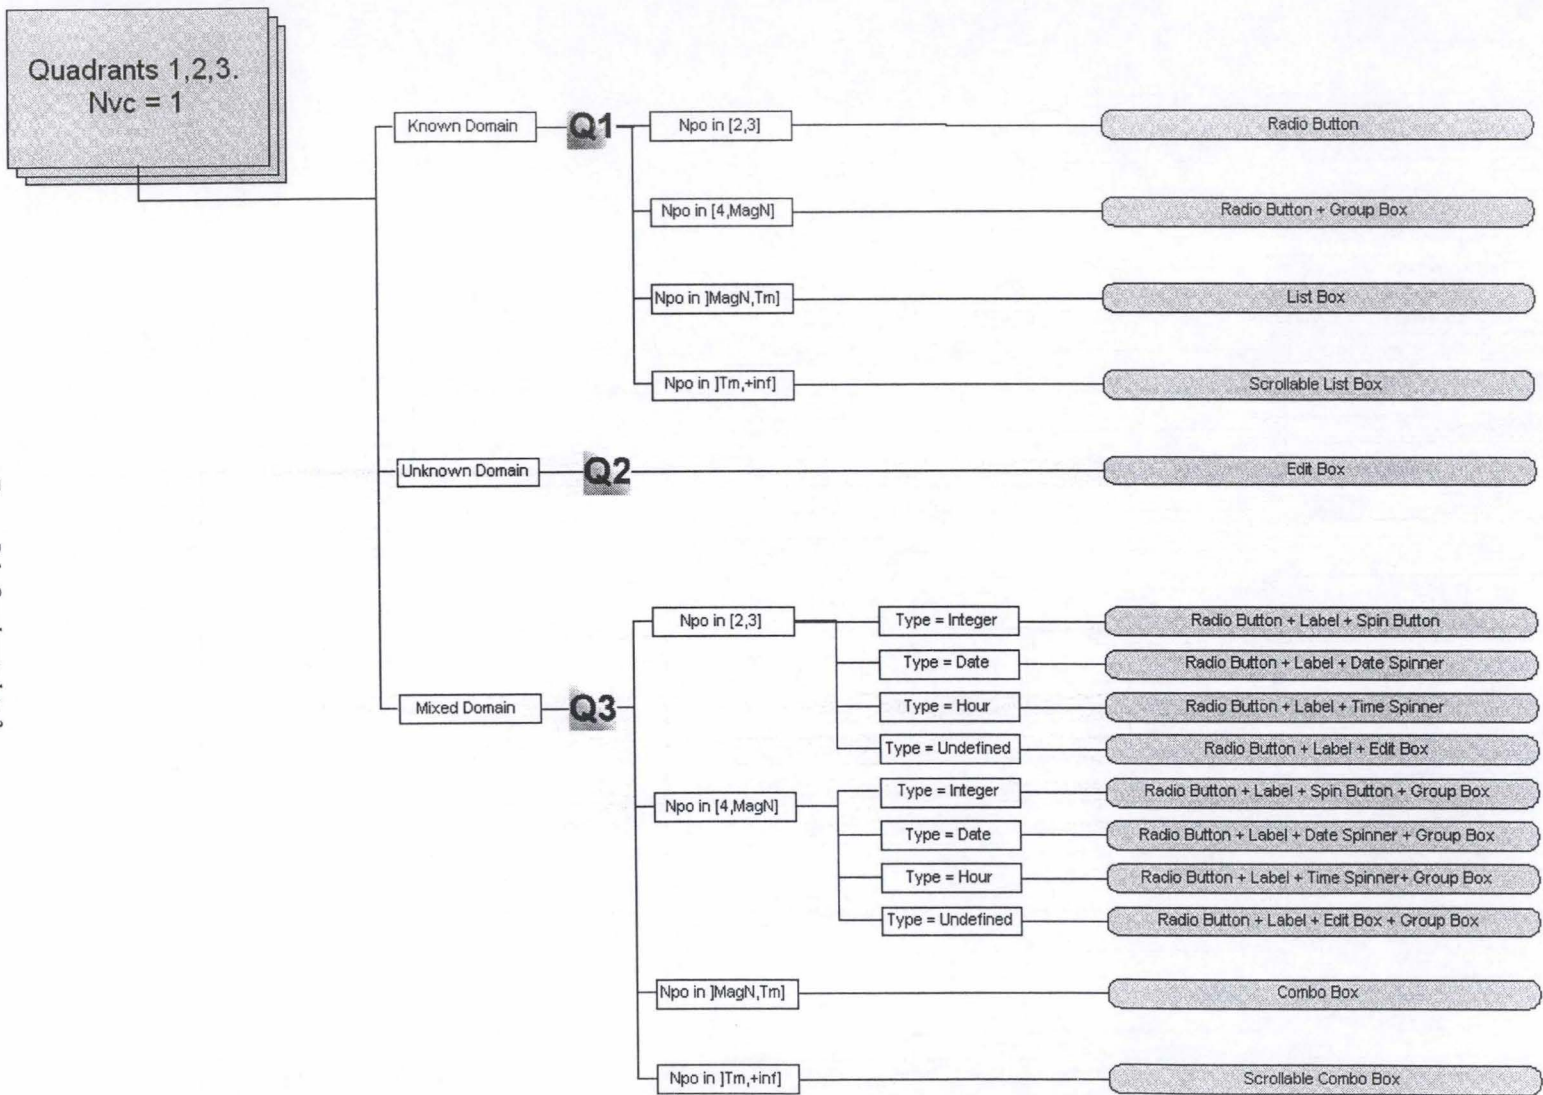 Quadrants 1,2,3.
Nvc = 1
Known Domain
Q1
Npo in [2,3]
Radio Button
Npo in [4,MagN]
Radio Button + Group Box
Npo in ]MagN,Tm]
List Box
Npo in ]Tm,+inf]
Scrollable List Box
Unknown Domain
Q2
Edit Box
Mixed Domain
Q3
Npo in [2,3]
Type = Integer
Radio Button + Label + Spin Button
Type = Date
Radio Button + Label + Date Spinner
Type = Hour
Radio Button + Label + Time Spinner
Type = Undefined
Radio Button + Label + Edit Box
Npo in [4,MagN]
Type = Integer
Radio Button + Label + Spin Button + Group Box
Type = Date
Radio Button + Label + Date Spinner + Group Box
Type = Hour
Radio Button + Label + Time Spinner+ Group Box
Type = Undefined
Radio Button + Label + Edit Box + Group Box
Npo in ]MagN,Tm]
Combo Box
Npo in ]Tm,+inf]
Scrollable Combo Box